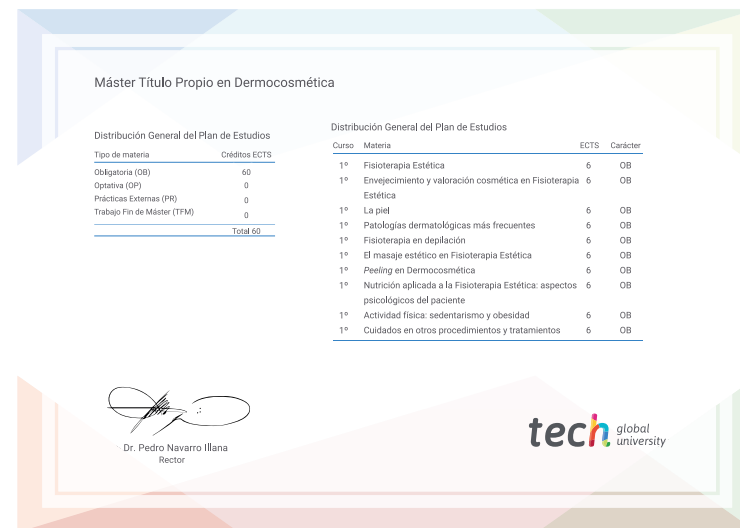 Máster Título Propio en Dermocosmética
Distribución General del Plan de Estudios
Tipo de materia Créditos ECTS
Obligatoria (OB) 60
Optativa (OP) 0
Prácticas Externas (PR) 0
Trabajo Fin de Máster (TFM) 0
Total 60
Distribución General del Plan de Estudios
Curso Materia ECTS Carácter
1º Fisioterapia Estética 6 OB
1º Envejecimiento y valoración cosmética en Fisioterapia 6 OB
Estética
1º La piel 6 OB
1º Patologías dermatológicas más frecuentes 6 OB
1º Fisioterapia en depilación 6 OB
1º El masaje estético en Fisioterapia Estética 6 OB
1º Peeling en Dermocosmética 6 OB
1º Nutrición aplicada a la Fisioterapia Estética: aspectos 6 OB
psicológicos del paciente
1º Actividad física: sedentarismo y obesidad 6 OB
1º Cuidados en otros procedimientos y tratamientos 6 OB
Dr. Pedro Navarro Illana
Rector
tech global
university